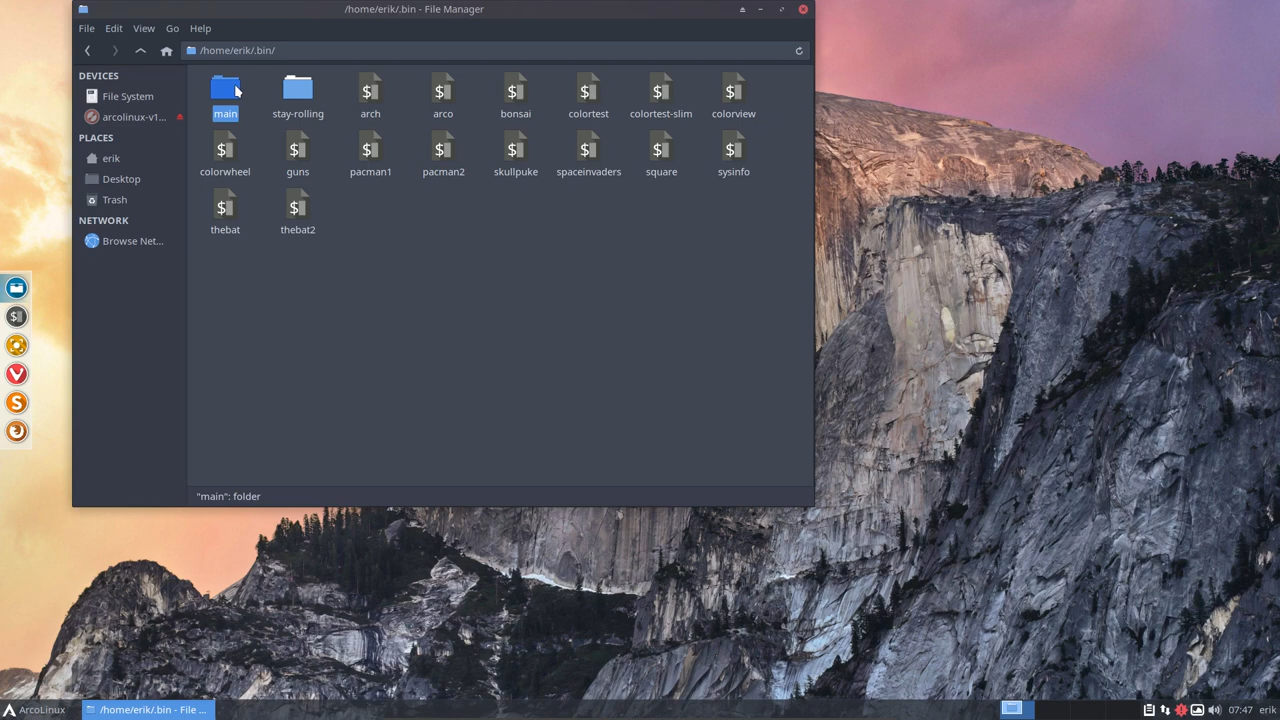 /home/erik/.bin - File Manager
File Edit View Go Help
/home/erik/.bin/
DEVICES
File System
arcolinux-v1...
PLACES
erik
Desktop
Trash
NETWORK
Browse Net...
main stay-rolling arch arco bonsai colortest colortest-slim colorview
colorwheel guns pacman1 pacman2 skullpuke spaceinvaders square sysinfo
thebat thebat2
"main": folder
ArcoLinux /home/erik/.bin - File ... 07:47 erik